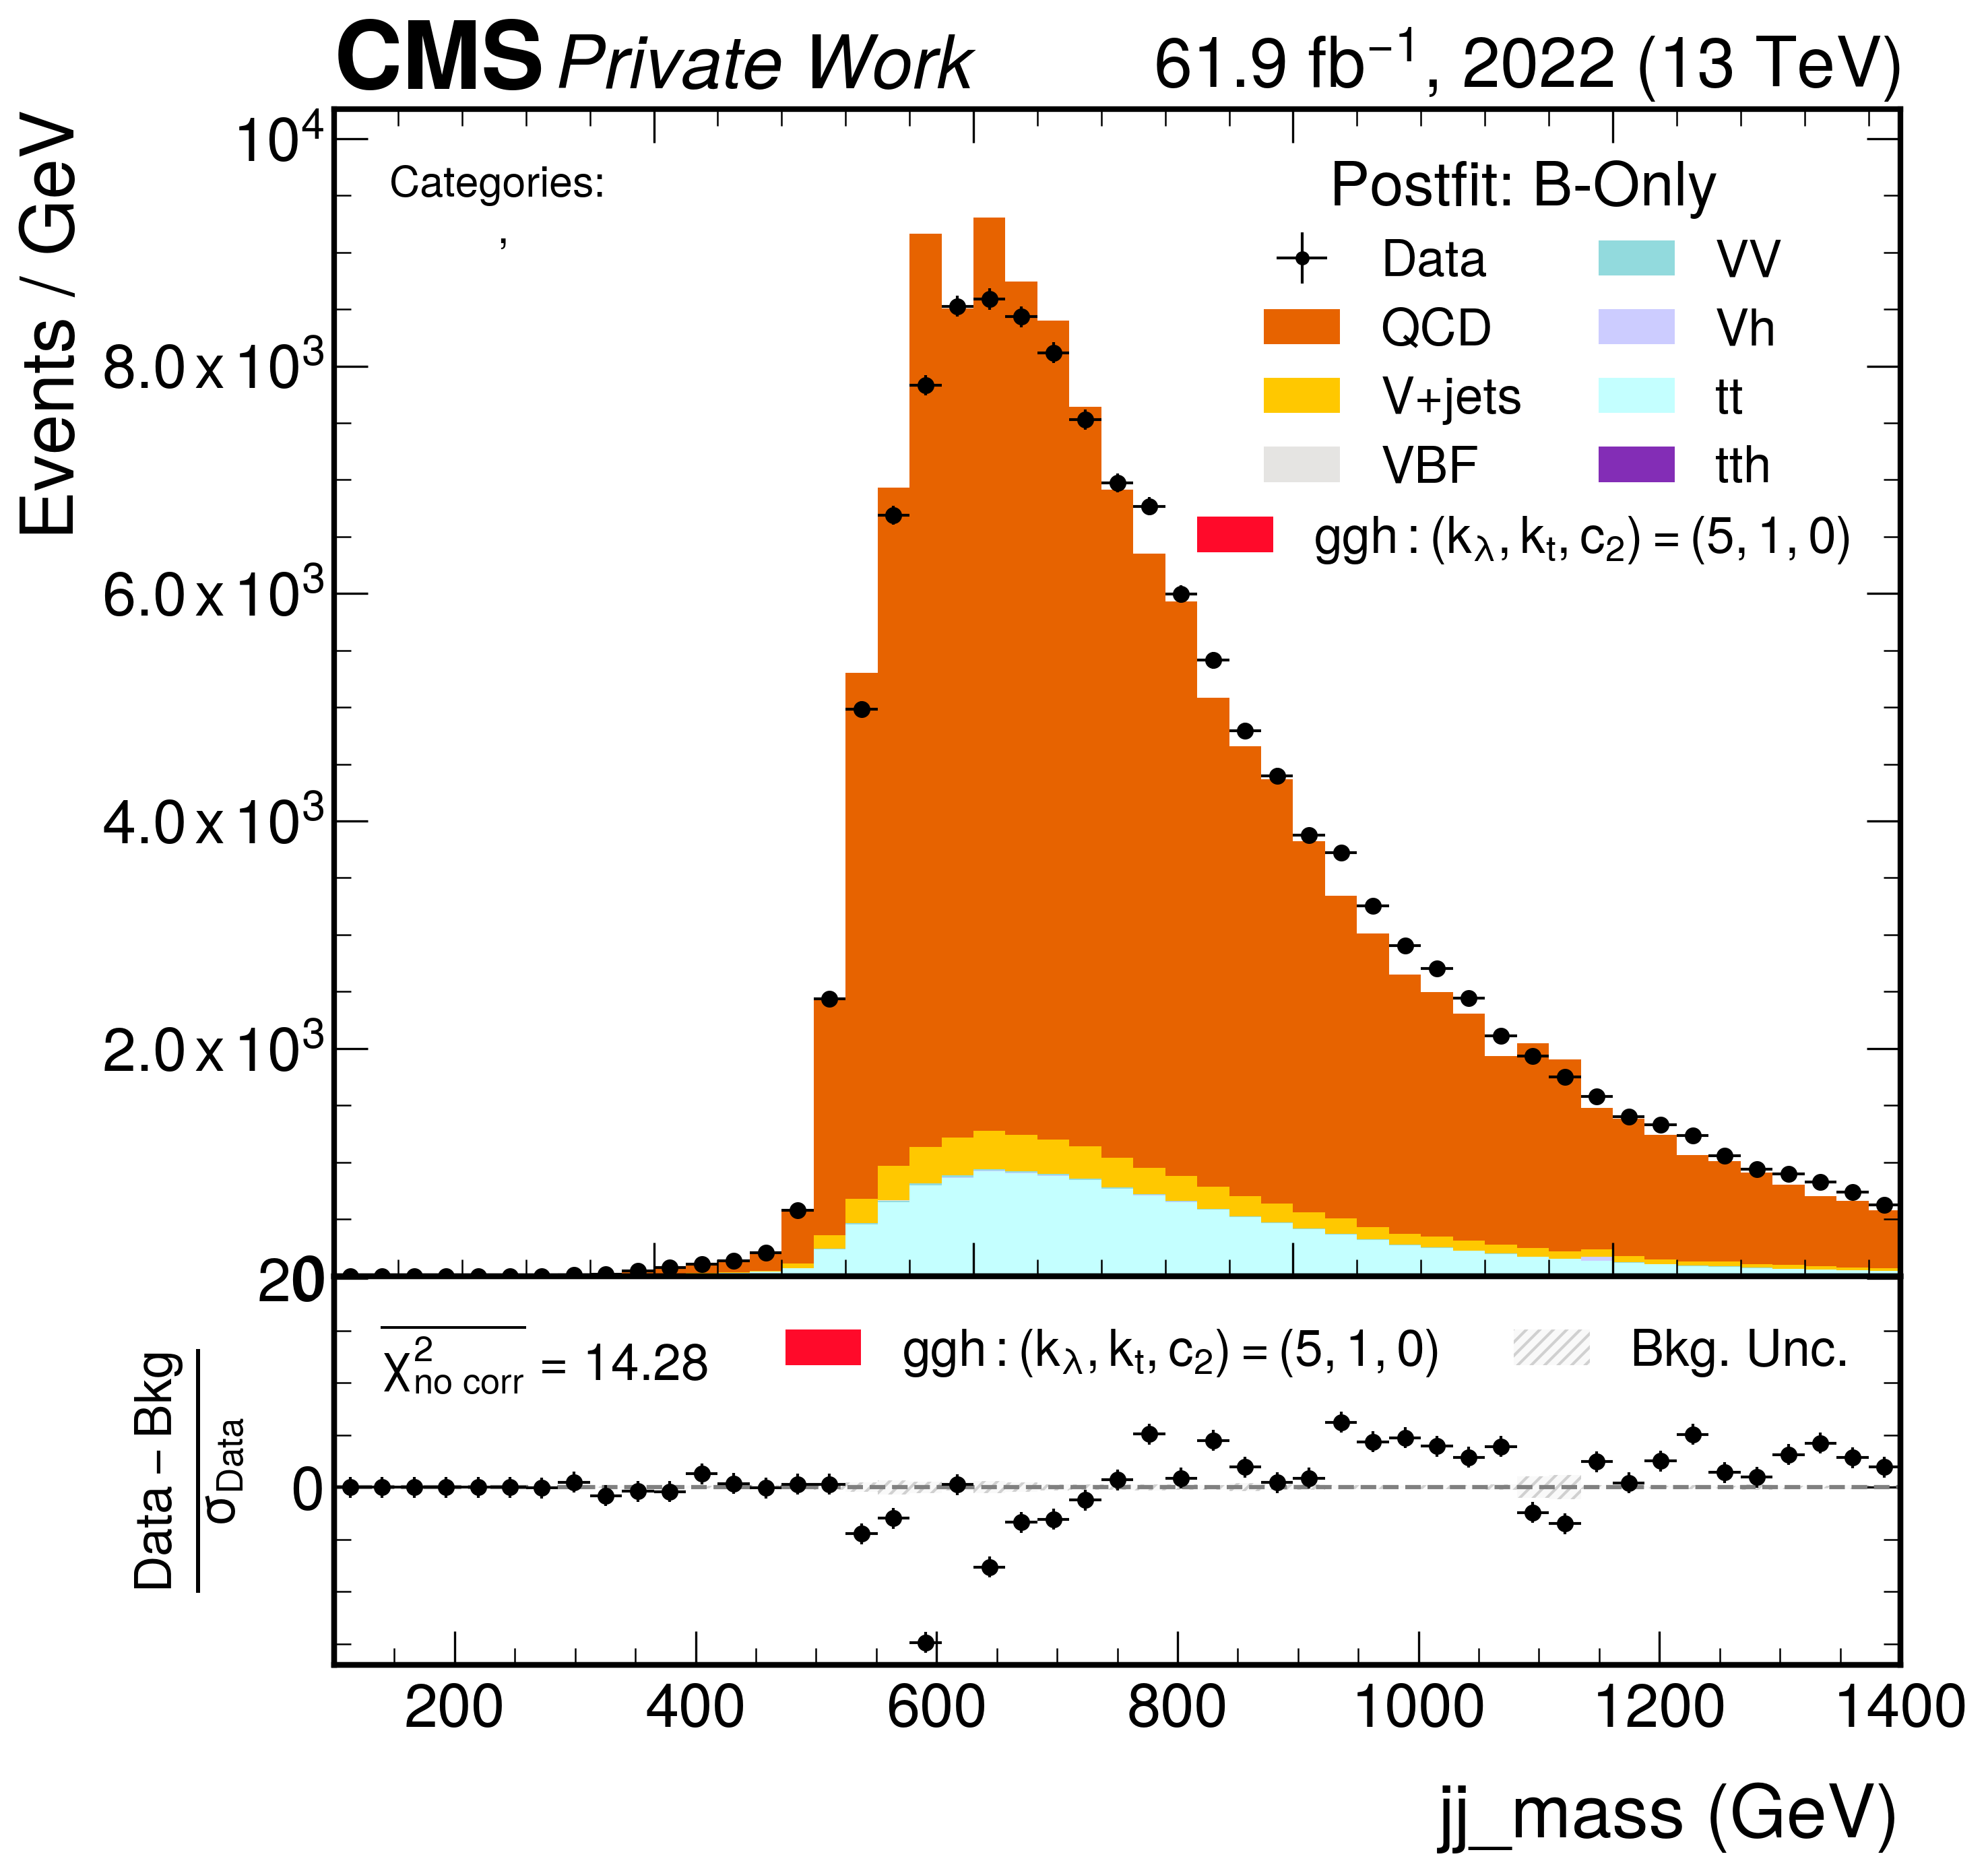 CMS Private Work 61.9 fb⁻¹, 2022 (13 TeV)
Events / GeV
10⁴
8.0 x 10³
6.0 x 10³
4.0 x 10³
2.0 x 10³
0
Categories:
,
Postfit: B-Only
Data VV
QCD Vh
V+jets tt
VBF tth
ggh : (k_λ, k_t, c₂) = (5, 1, 0)
Data − Bkg
σ_Data
20
0
χ²_no corr = 14.28 ggh : (k_λ, k_t, c₂) = (5, 1, 0) Bkg. Unc.
200 400 600 800 1000 1200 1400
jj_mass (GeV)